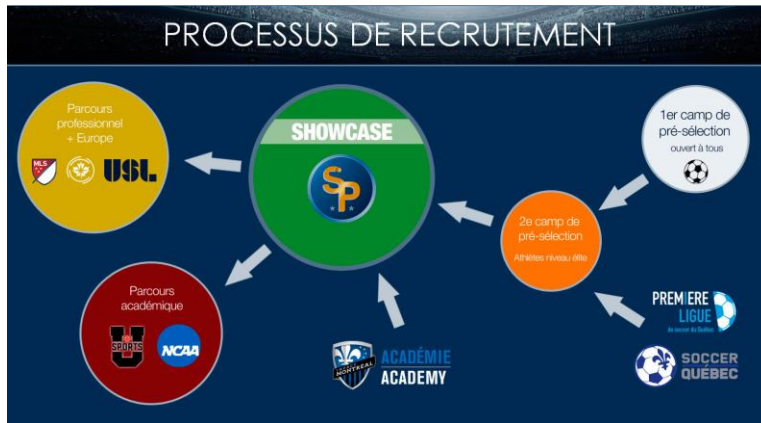 PROCESSUS DE RECRUTEMENT
Parcours
professionnel
+ Europe
MLS
USL
SHOWCASE
SP
1er camp de
pré-sélection
ouvert à tous
2e camp de
pré-sélection
Athlètes niveau élite
Parcours
académique
U
SPORTS
NCAA
MONTRÉAL
ACADÉMIE
ACADEMY
PREMIERE
LIGUE
de soccer du Québec
SOCCER
QUÉBEC